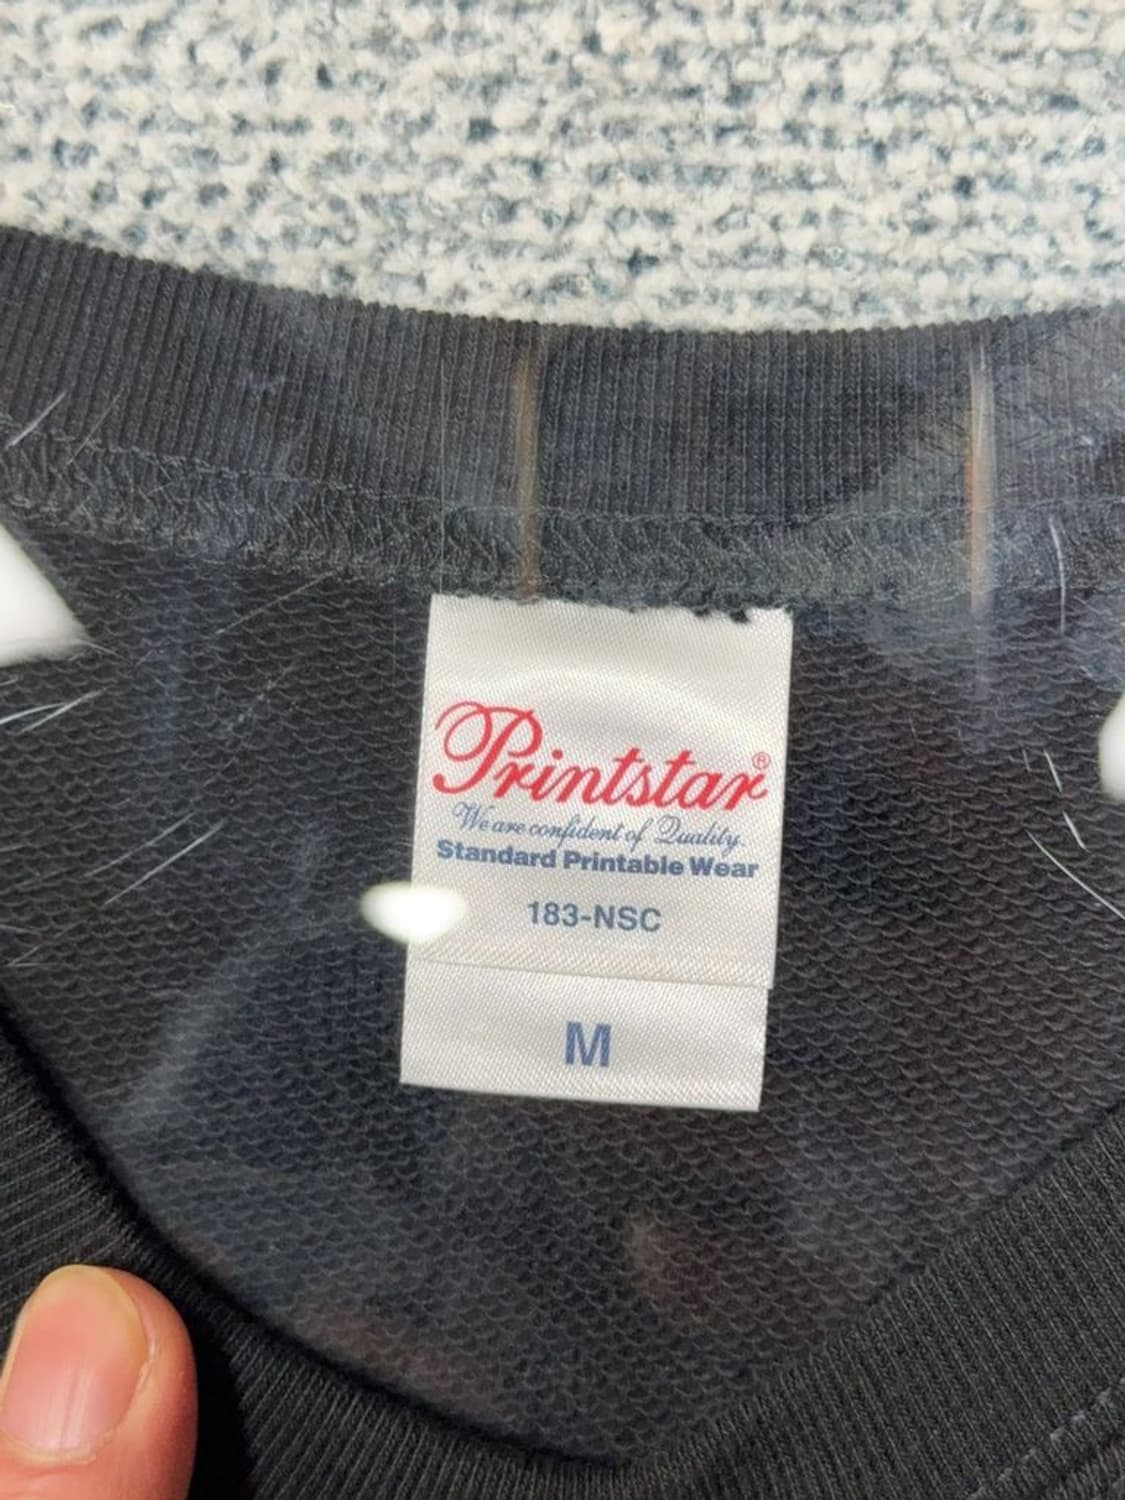 Printstar®
We are confident of Quality.
Standard Printable Wear
183-NSC
M